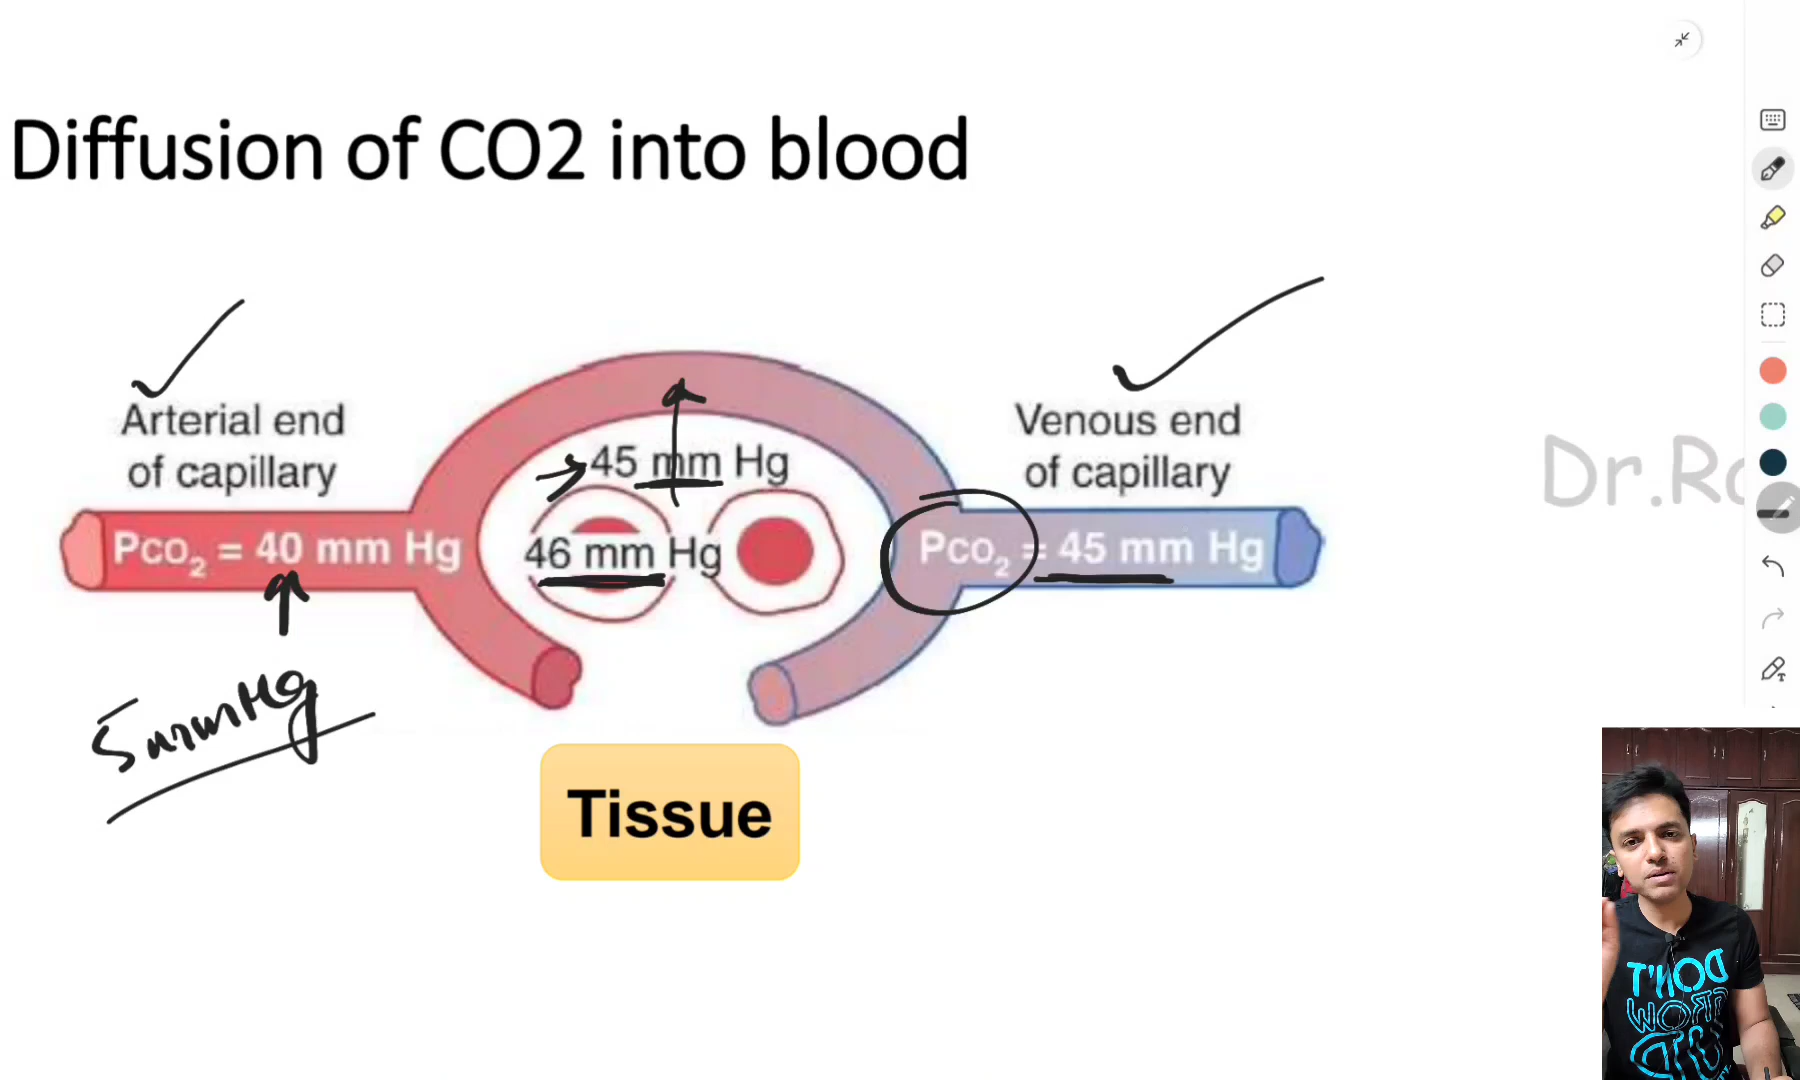 Diffusion of CO2 into blood
Arterial end
of capillary
Venous end
of capillary
45 mm Hg
46 mm Hg
PCO₂ = 40 mm Hg
PCO₂ = 45 mm Hg
5mmHg
Tissue
Dr.Ro
DON'T